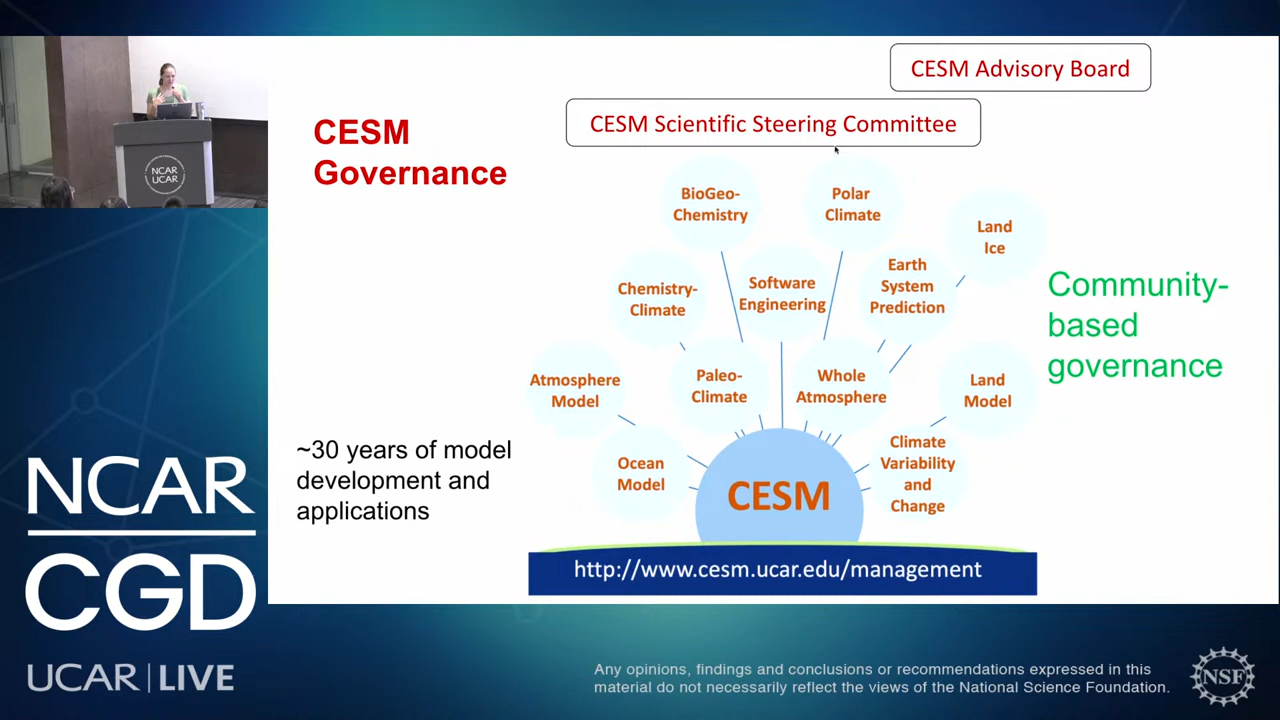 CESM Advisory Board
CESM Scientific Steering Committee
CESM
Governance
NCAR
UCAR
BioGeo-
Chemistry
Polar
Climate
Land
Ice
Chemistry-
Climate
Software
Engineering
Earth
System
Prediction
Community-
based
governance
Atmosphere
Model
Paleo-
Climate
Whole
Atmosphere
Land
Model
~30 years of model
development and
applications
Ocean
Model
Climate
Variability
and
Change
CESM
http://www.cesm.ucar.edu/management
NCAR
CGD
UCAR | LIVE
Any opinions, findings and conclusions or recommendations expressed in this
material do not necessarily reflect the views of the National Science Foundation.
NSF